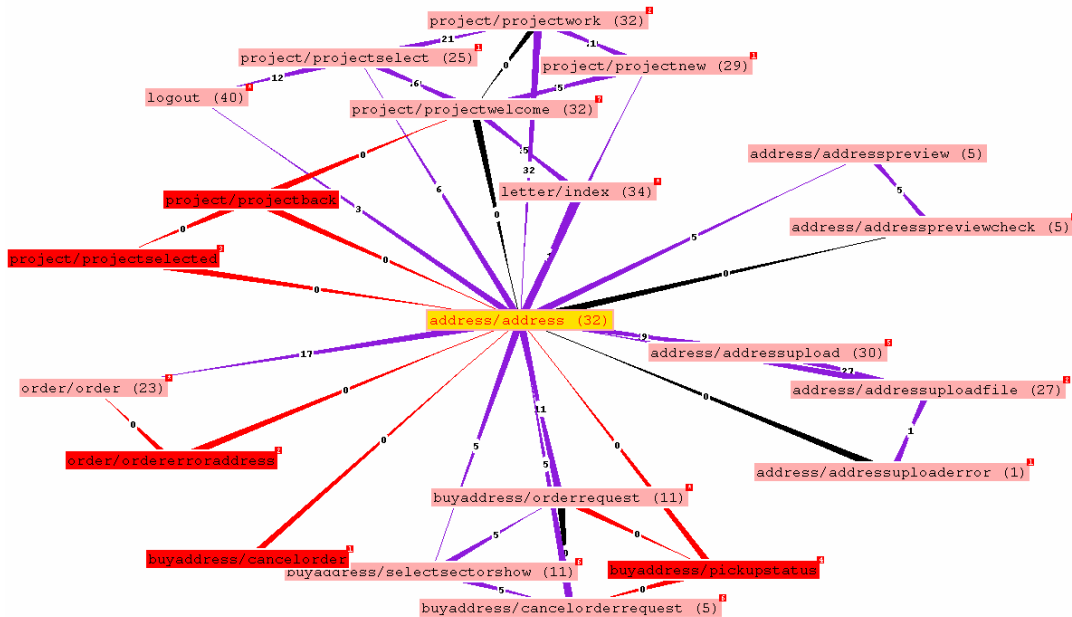 project/projectwork (32)
21
project/projectselect (25)
0
project/projectnew (29)
12
logout (40)
project/projectwelcome (32)
0
32
letter/index (34)
address/addresspreview (5)
6
5
project/projectback
3
0
0
address/addresspreviewcheck (5)
5
project/projectselected
0
0
0
address/address (32)
9
address/addressupload (30)
17
27
order/order (23)
0
address/addressuploadfile (27)
0
11
0
1
order/ordererroraddress
0
5
5
0
address/addressuploaderror (1)
buyaddress/orderrequest (11)
5
0
buyaddress/cancelorder
buyaddress/selectsectorshow (11)
buyaddress/pickupstatus
5
0
buyaddress/cancelorderrequest (5)